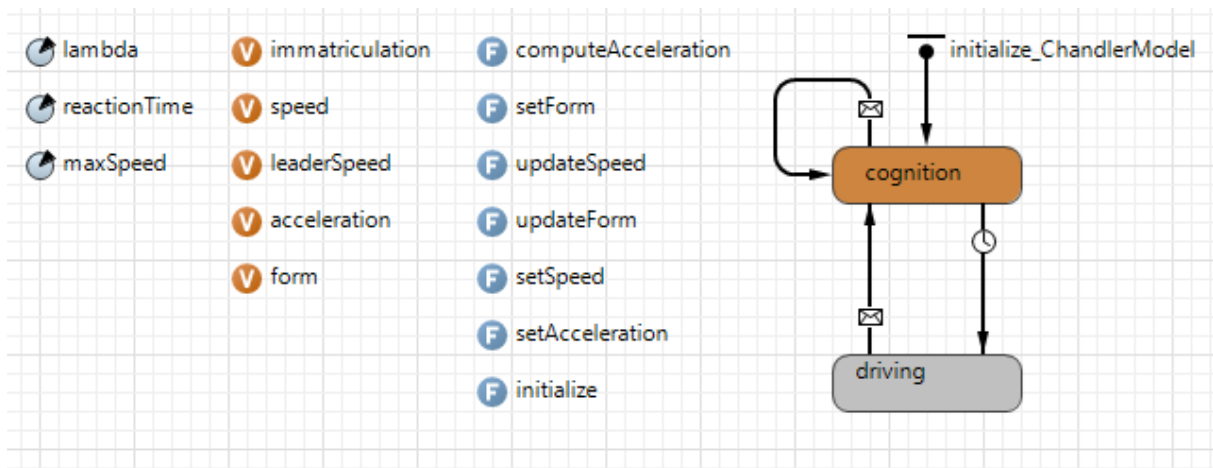 lambda
reactionTime
maxSpeed
V immatriculation
V speed
V leaderSpeed
V acceleration
V form
F computeAcceleration
F setForm
F updateSpeed
F updateForm
F setSpeed
F setAcceleration
F initialize
initialize_ChandlerModel
cognition
driving